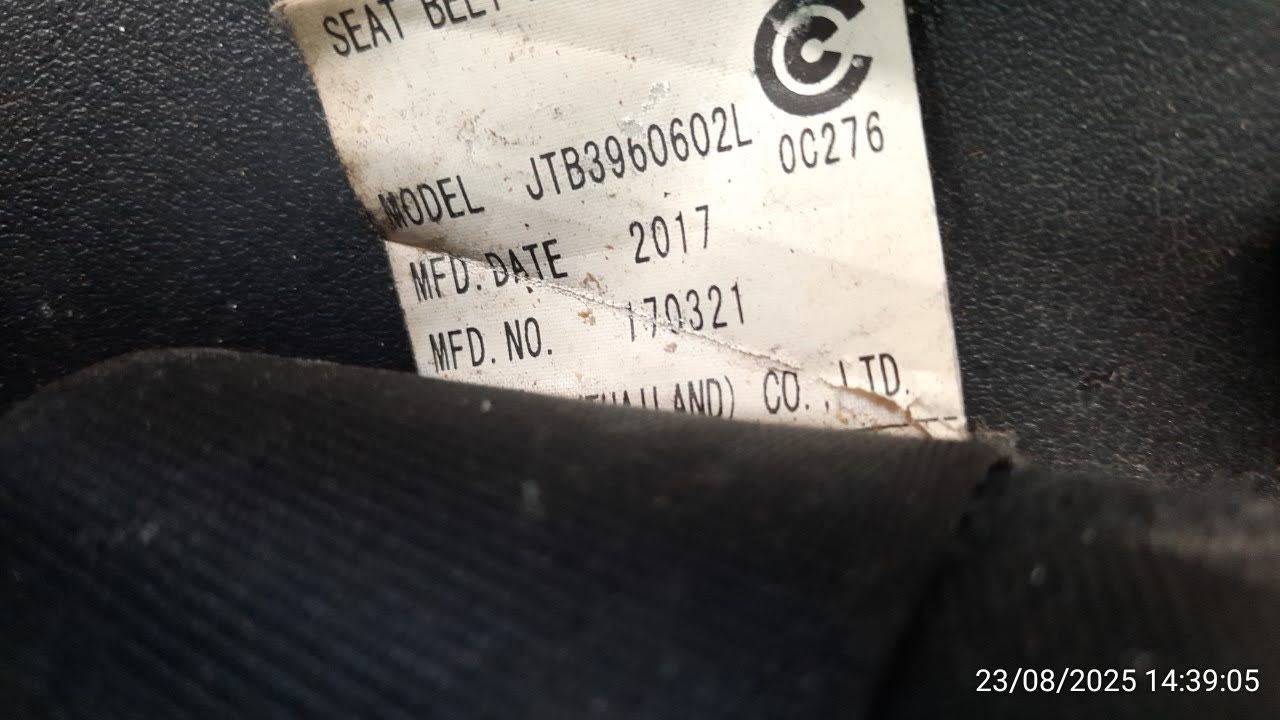 SEAT BELT
MODEL JTB3960602L 0C276
MFD. DATE 2017
MFD. NO. 170321
(THAILAND) CO., LTD.
23/08/2025 14:39:05